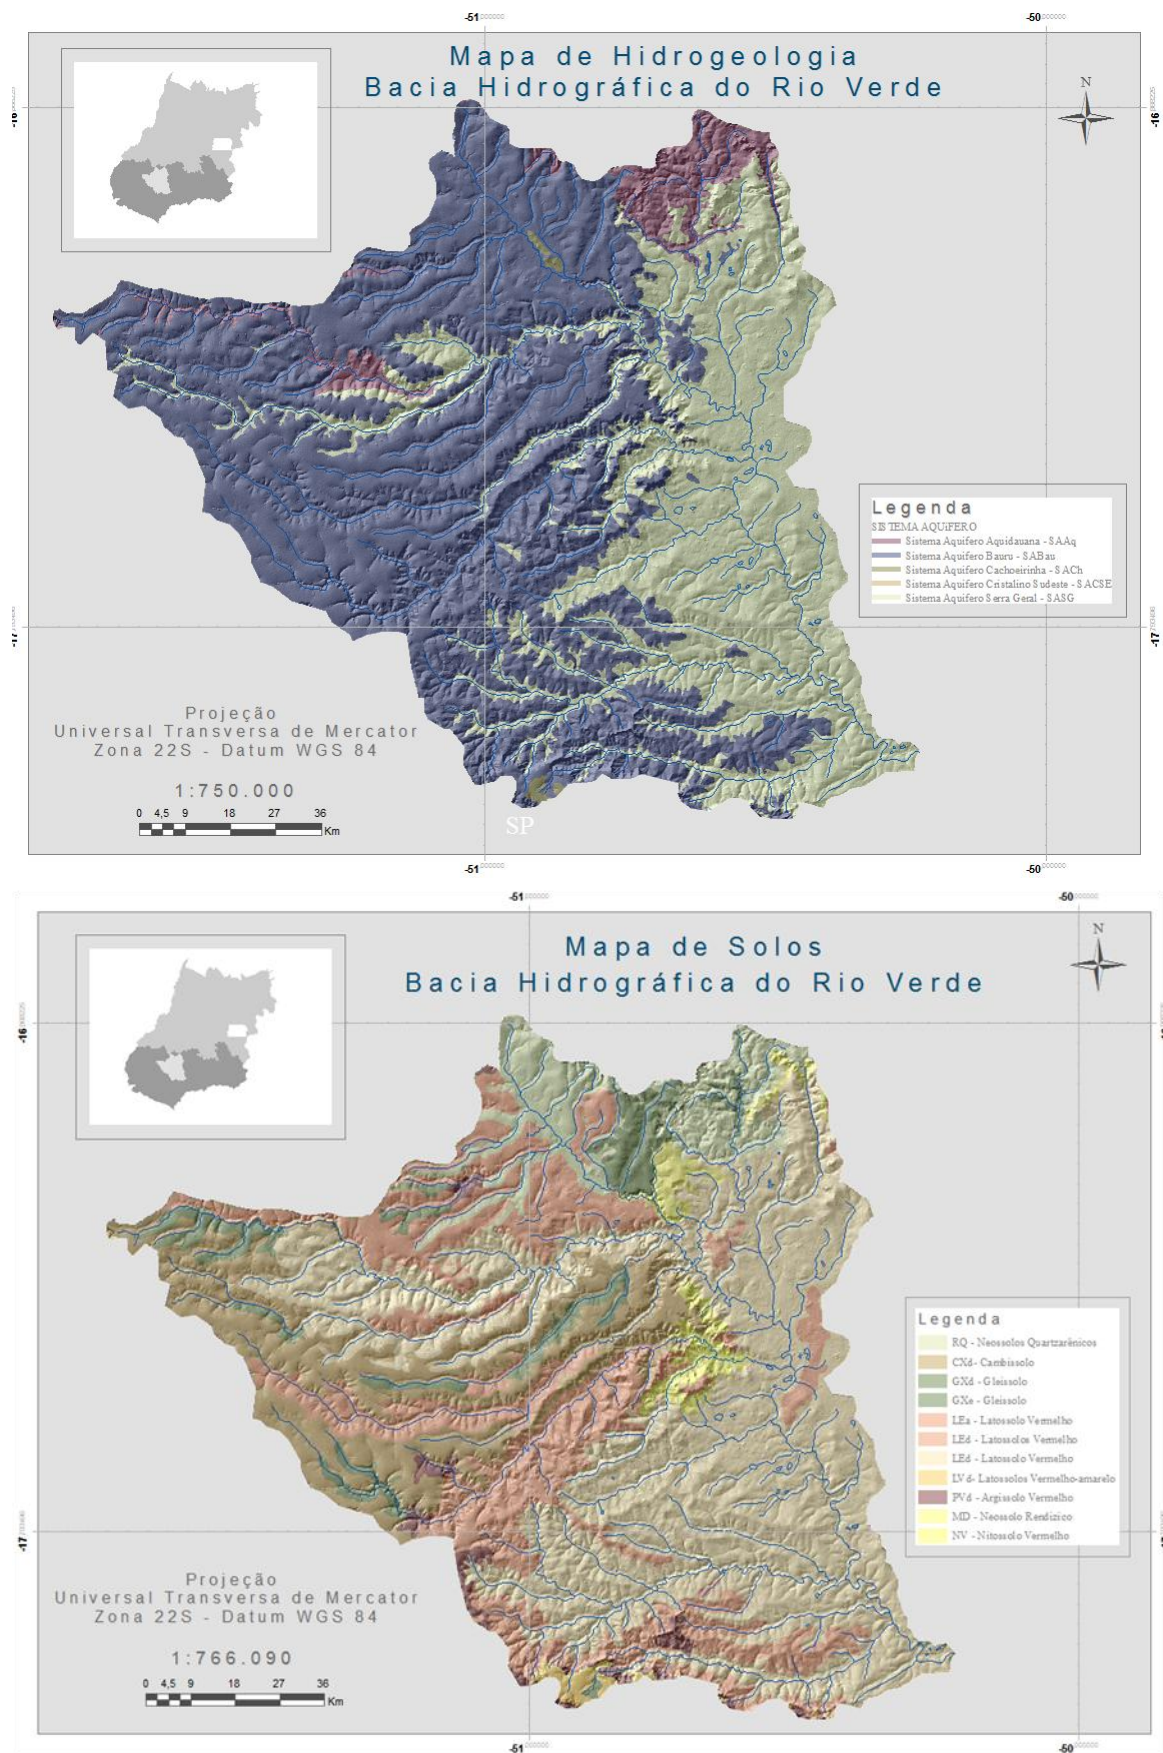 -51
-50
Mapa de Hidrogeologia
Bacia Hidrográfica do Rio Verde
N
-16
-16
Legenda
SISTEMA AQUíFERO
Sistema Aquifero Aquidauana - SAAq
Sistema Aquifero Bauru - SABau
Sistema Aquifero Cachoeirinha - SACh
Sistema Aquifero Cristalino Sudeste - SACSE
Sistema Aquifero Serra Geral - SASG
-17
-17
Projeção
Universal Transversa de Mercator
Zona 22S - Datum WGS 84
1:750.000
0 4,5 9 18 27 36
Km
SP
-51
-50
-51
-50
Mapa de Solos
Bacia Hidrográfica do Rio Verde
N
-16
Legenda
RQ - Neossolos Quartzarênicos
CXd- Cambissolo
GXd - Gleissolo
GXe - Gleissolo
LEa - Latossolo Vermelho
LEd - Latossolos Vermelho
LEd - Latossolo Vermelho
LVd- Latossolos Vermelho-amarelo
PVd - Argissolo Vermelho
MD - Neossolo Rendizico
NV - Nitossolo Vermelho
-17
Projeção
Universal Transversa de Mercator
Zona 22S - Datum WGS 84
1:766.090
0 4,5 9 18 27 36
Km
-51
-50